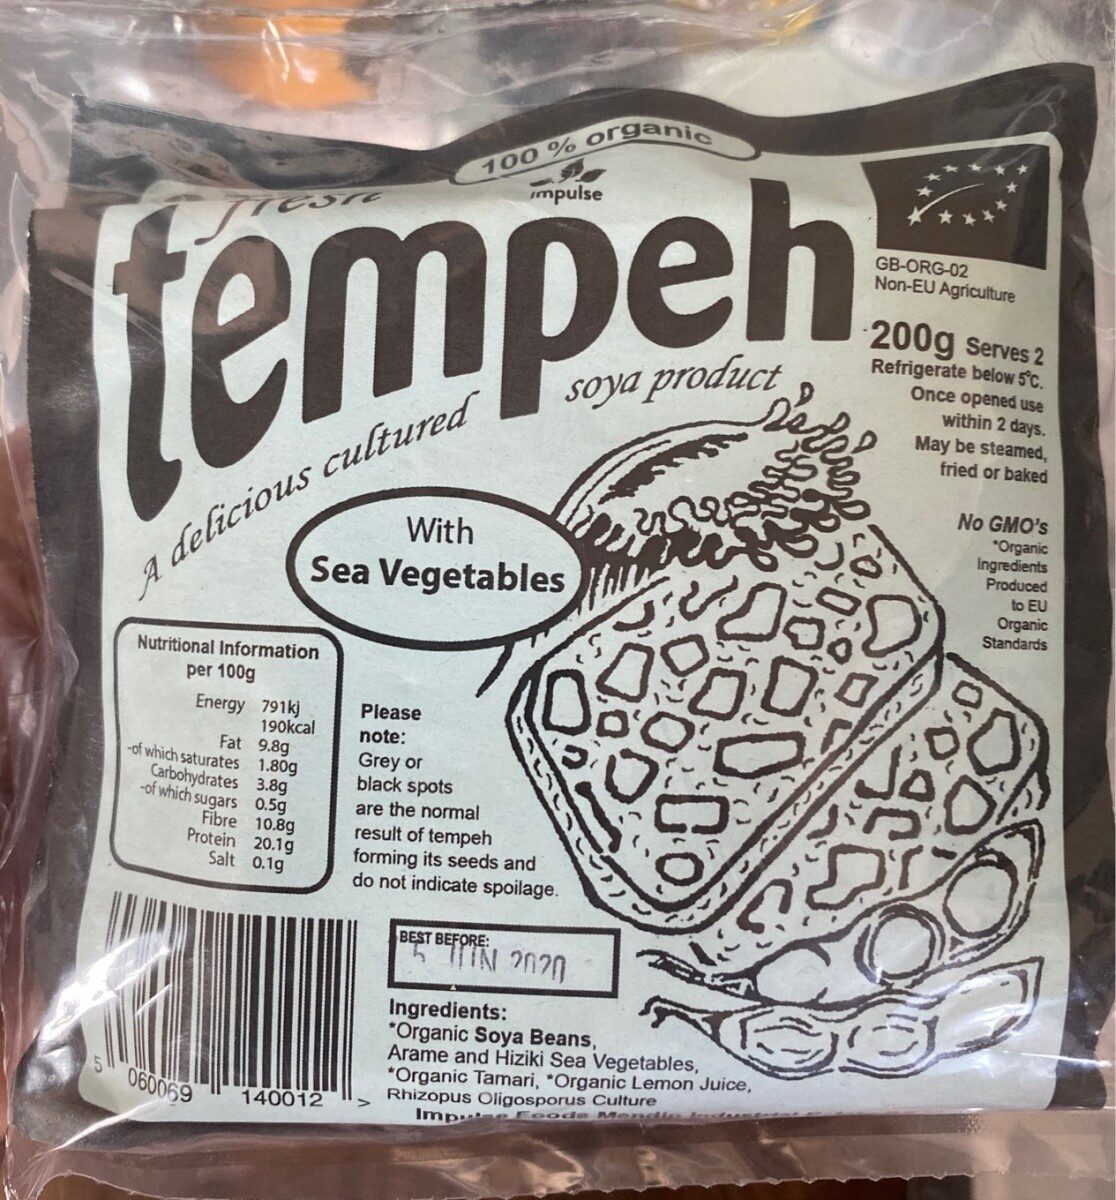 100 % organic
impulse
fresh
tempeh
A delicious cultured
soya product
GB-ORG-02
Non-EU Agriculture
200g Serves 2
Refrigerate below 5°C.
Once opened use
within 2 days.
May be steamed,
fried or baked
No GMO's
*Organic
Ingredients
Produced
to EU
Organic
Standards
With
Sea Vegetables
Nutritional Information
per 100g
Energy 791kj
190kcal
Fat 9.8g
-of which saturates 1.80g
Carbohydrates 3.8g
-of which sugars 0.5g
Fibre 10.8g
Protein 20.1g
Salt 0.1g
Please
note:
Grey or
black spots
are the normal
result of tempeh
forming its seeds and
do not indicate spoilage.
BEST BEFORE:
5 JUN 2020
Ingredients:
*Organic Soya Beans,
Arame and Hiziki Sea Vegetables,
*Organic Tamari, *Organic Lemon Juice,
Rhizopus Oligosporus Culture
Impulse Foods Mendip Industrial
5 060069 140012 >